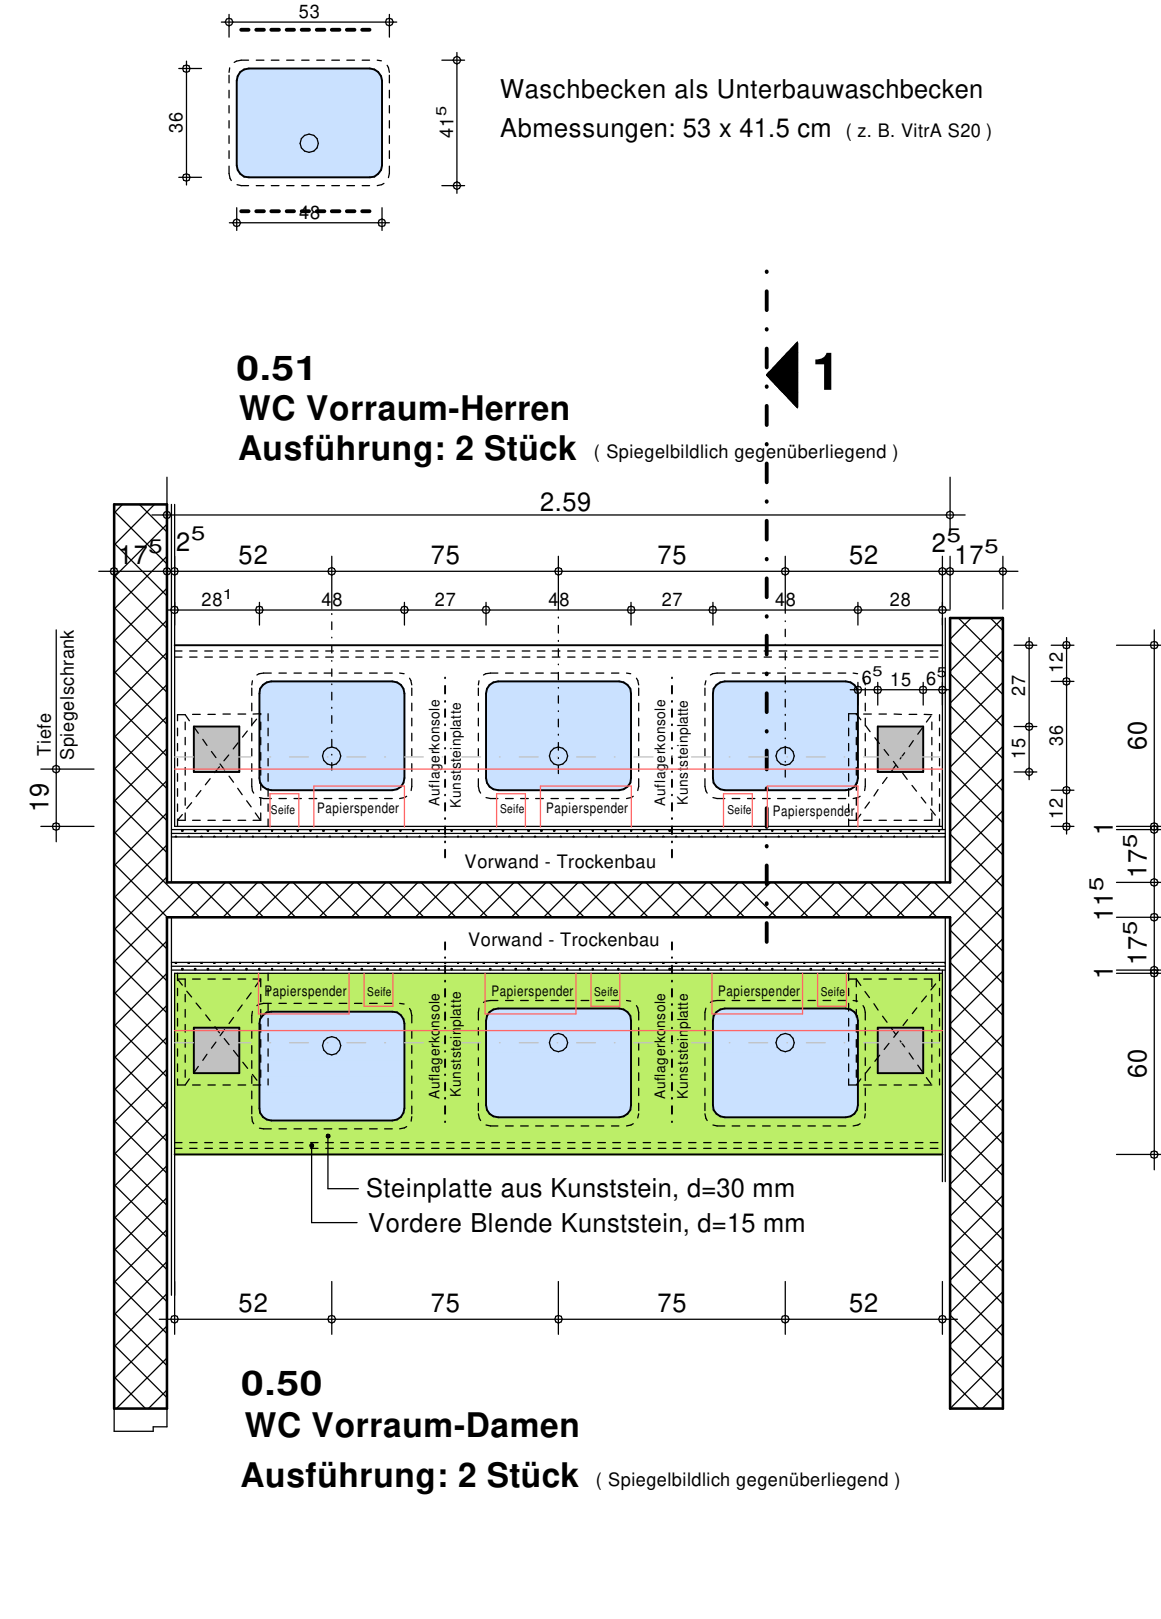 53
36
41⁵
48
Waschbecken als Unterbauwaschbecken
Abmessungen: 53 x 41.5 cm ( z. B. VitrA S20 )
1
0.51
WC Vorraum-Herren
Ausführung: 2 Stück ( Spiegelbildlich gegenüberliegend )
2.59
17⁵ 2⁵ 52 75 75 52 2⁵ 17⁵
28¹ 48 27 48 27 48 28
6⁵ 15 6⁵
Tiefe
Spiegelschrank
19
27
15
12
36
12
60
1
17⁵
11⁵
17⁵
1
60
Auflagerkonsole
Kunststeinplatte
Auflagerkonsole
Kunststeinplatte
Seife Papierspender Seife Papierspender Seife Papierspender
Vorwand - Trockenbau
Vorwand - Trockenbau
Papierspender Seife Papierspender Seife Papierspender Seife
Auflagerkonsole
Kunststeinplatte
Auflagerkonsole
Kunststeinplatte
Steinplatte aus Kunststein, d=30 mm
Vordere Blende Kunststein, d=15 mm
52 75 75 52
0.50
WC Vorraum-Damen
Ausführung: 2 Stück ( Spiegelbildlich gegenüberliegend )